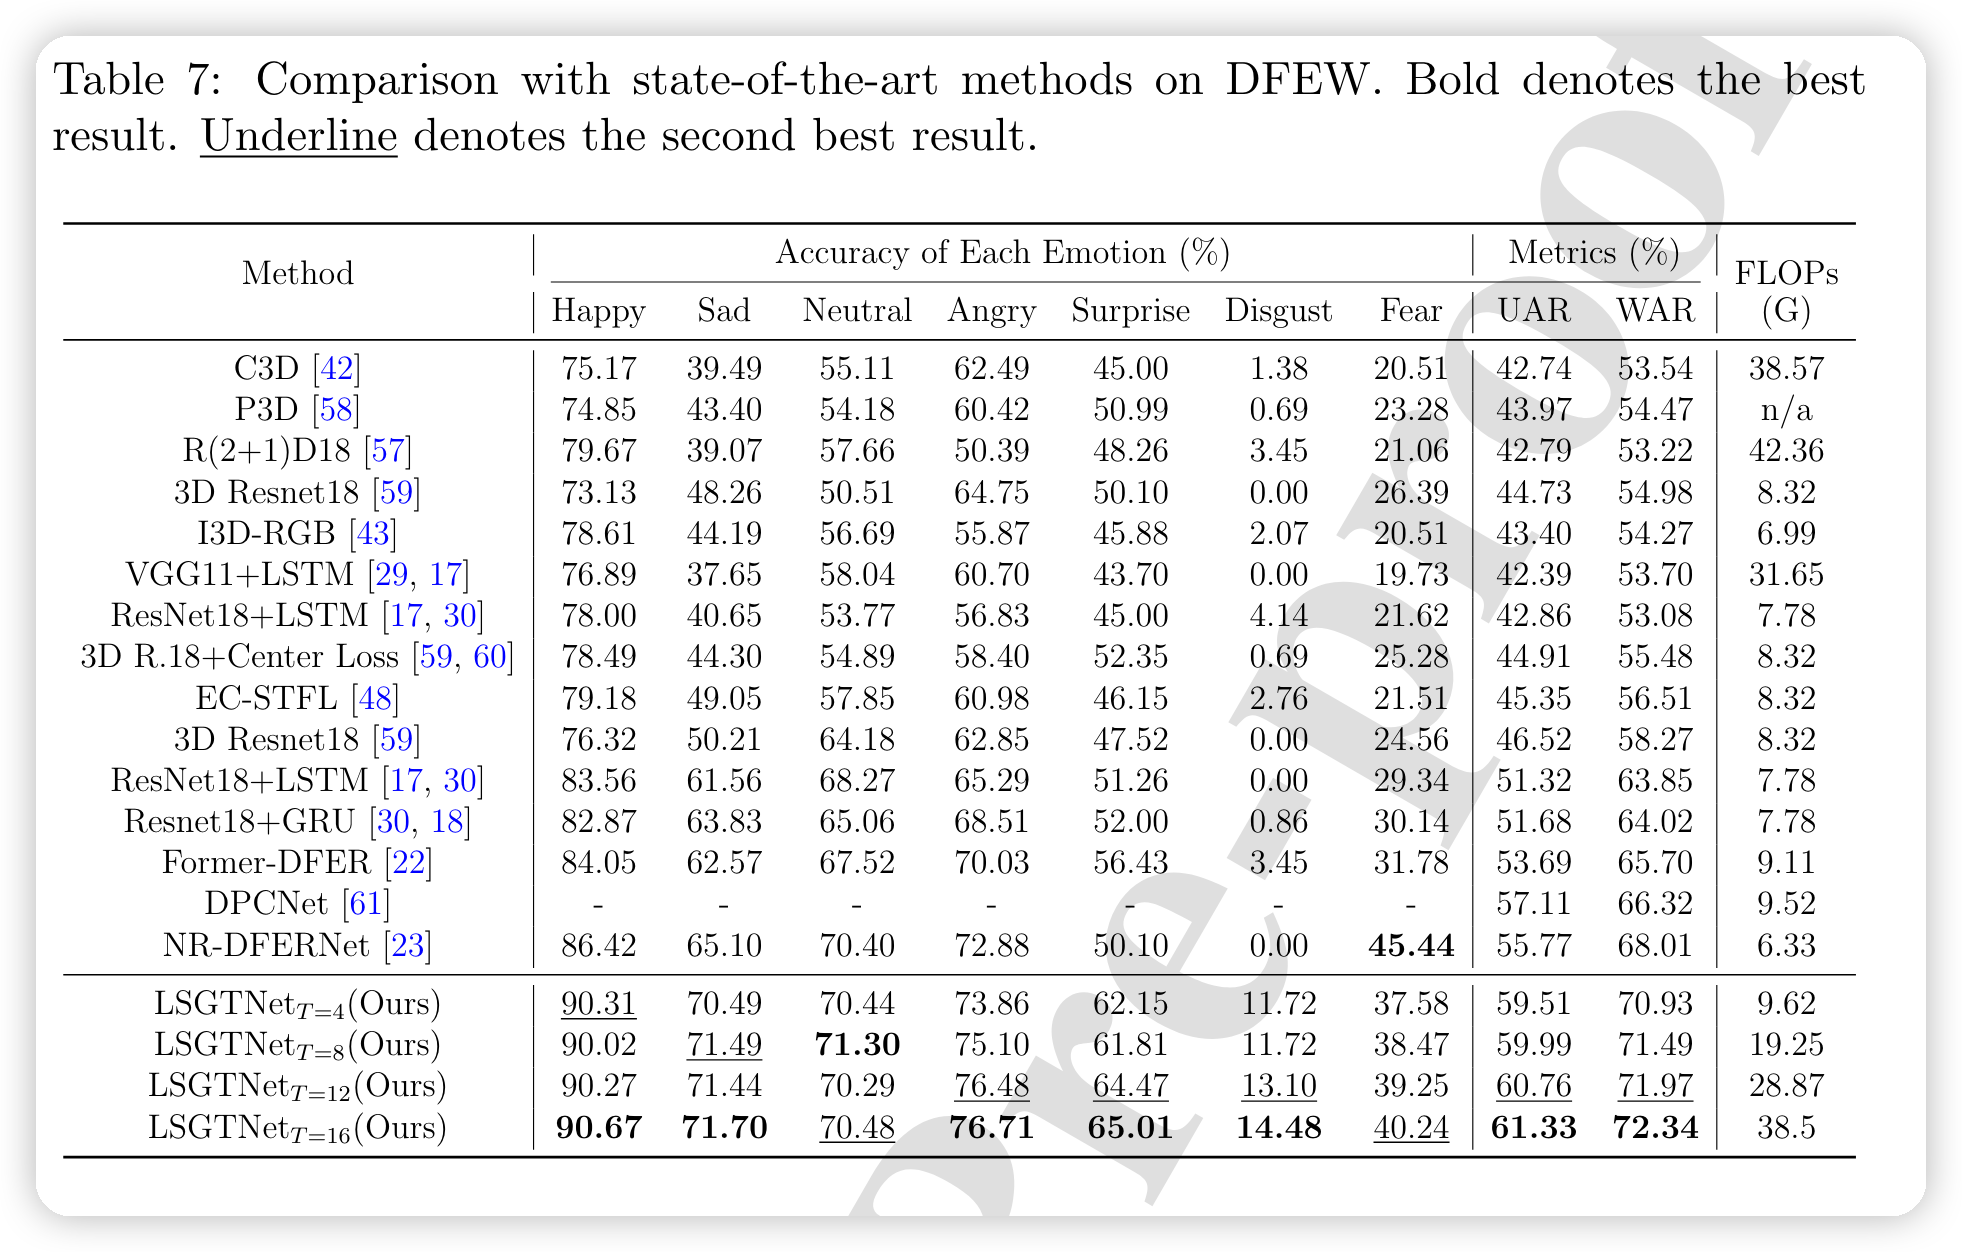 Table 7: Comparison with state-of-the-art methods on DFEW. Bold denotes the best
result. Underline denotes the second best result.
Method Accuracy of Each Emotion (%) Metrics (%) FLOPs (G)
Happy Sad Neutral Angry Surprise Disgust Fear UAR WAR
C3D [42] 75.17 39.49 55.11 62.49 45.00 1.38 20.51 42.74 53.54 38.57
P3D [58] 74.85 43.40 54.18 60.42 50.99 0.69 23.28 43.97 54.47 n/a
R(2+1)D18 [57] 79.67 39.07 57.66 50.39 48.26 3.45 21.06 42.79 53.22 42.36
3D Resnet18 [59] 73.13 48.26 50.51 64.75 50.10 0.00 26.39 44.73 54.98 8.32
I3D-RGB [43] 78.61 44.19 56.69 55.87 45.88 2.07 20.51 43.40 54.27 6.99
VGG11+LSTM [29, 17] 76.89 37.65 58.04 60.70 43.70 0.00 19.73 42.39 53.70 31.65
ResNet18+LSTM [17, 30] 78.00 40.65 53.77 56.83 45.00 4.14 21.62 42.86 53.08 7.78
3D R.18+Center Loss [59, 60] 78.49 44.30 54.89 58.40 52.35 0.69 25.28 44.91 55.48 8.32
EC-STFL [48] 79.18 49.05 57.85 60.98 46.15 2.76 21.51 45.35 56.51 8.32
3D Resnet18 [59] 76.32 50.21 64.18 62.85 47.52 0.00 24.56 46.52 58.27 8.32
ResNet18+LSTM [17, 30] 83.56 61.56 68.27 65.29 51.26 0.00 29.34 51.32 63.85 7.78
Resnet18+GRU [30, 18] 82.87 63.83 65.06 68.51 52.00 0.86 30.14 51.68 64.02 7.78
Former-DFER [22] 84.05 62.57 67.52 70.03 56.43 3.45 31.78 53.69 65.70 9.11
DPCNet [61] - - - - - - - 57.11 66.32 9.52
NR-DFERNet [23] 86.42 65.10 70.40 72.88 50.10 0.00 45.44 55.77 68.01 6.33
LSGTNetT=4(Ours) 90.31 70.49 70.44 73.86 62.15 11.72 37.58 59.51 70.93 9.62
LSGTNetT=8(Ours) 90.02 71.49 71.30 75.10 61.81 11.72 38.47 59.99 71.49 19.25
LSGTNetT=12(Ours) 90.27 71.44 70.29 76.48 64.47 13.10 39.25 60.76 71.97 28.87
LSGTNetT=16(Ours) 90.67 71.70 70.48 76.71 65.01 14.48 40.24 61.33 72.34 38.5
Pre-proof